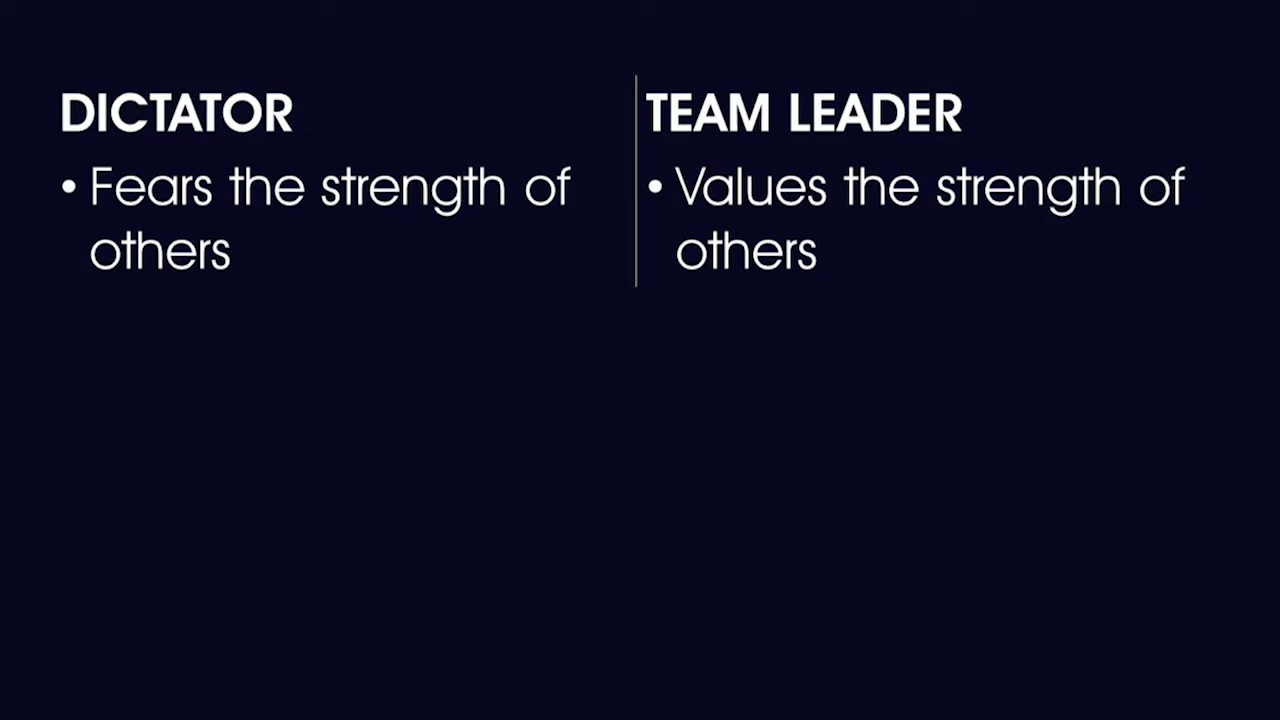 DICTATOR
• Fears the strength of
others
TEAM LEADER
• Values the strength of
others